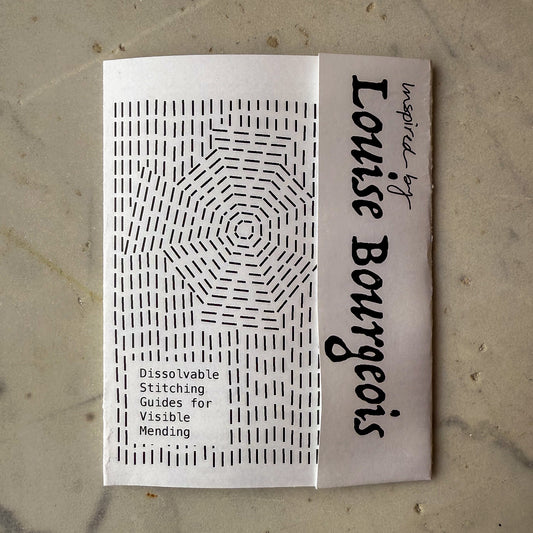 Inspired by
Louise Bourgeois
Dissolvable
Stitching
Guides for
Visible
Mending